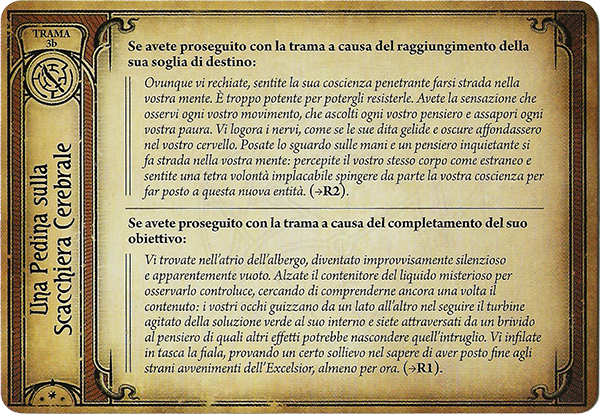 TRAMA
3b
Una Pedina sulla
Scacchiera Cerebrale
Se avete proseguito con la trama a causa del raggiungimento della
sua soglia di destino:
Ovunque vi rechiate, sentite la sua coscienza penetrante farsi strada nella
vostra mente. È troppo potente per potergli resisterle. Avete la sensazione che
osservi ogni vostro movimento, che ascolti ogni vostro pensiero e assapori ogni
vostra paura. Vi logora i nervi, come se le sue dita gelide e oscure affondassero
nel vostro cervello. Posate lo sguardo sulle mani e un pensiero inquietante si
fa strada nella vostra mente: percepite il vostro stesso corpo come estraneo e
sentite una tetra volontà implacabile spingere da parte la vostra coscienza per
far posto a questa nuova entità. (→R2).
Se avete proseguito con la trama a causa del completamento del suo
obiettivo:
Vi trovate nell'atrio dell'albergo, diventato improvvisamente silenzioso
e apparentemente vuoto. Alzate il contenitore del liquido misterioso per
osservarlo controluce, cercando di comprenderne ancora una volta il
contenuto: i vostri occhi guizzano da un lato all'altro nel seguire il turbine
agitato della soluzione verde al suo interno e siete attraversati da un brivido
al pensiero di quali altri effetti potrebbe nascondere quell'intruglio. Vi infilate
in tasca la fiala, provando un certo sollievo nel sapere di aver posto fine agli
strani avvenimenti dell'Excelsior, almeno per ora. (→R1).